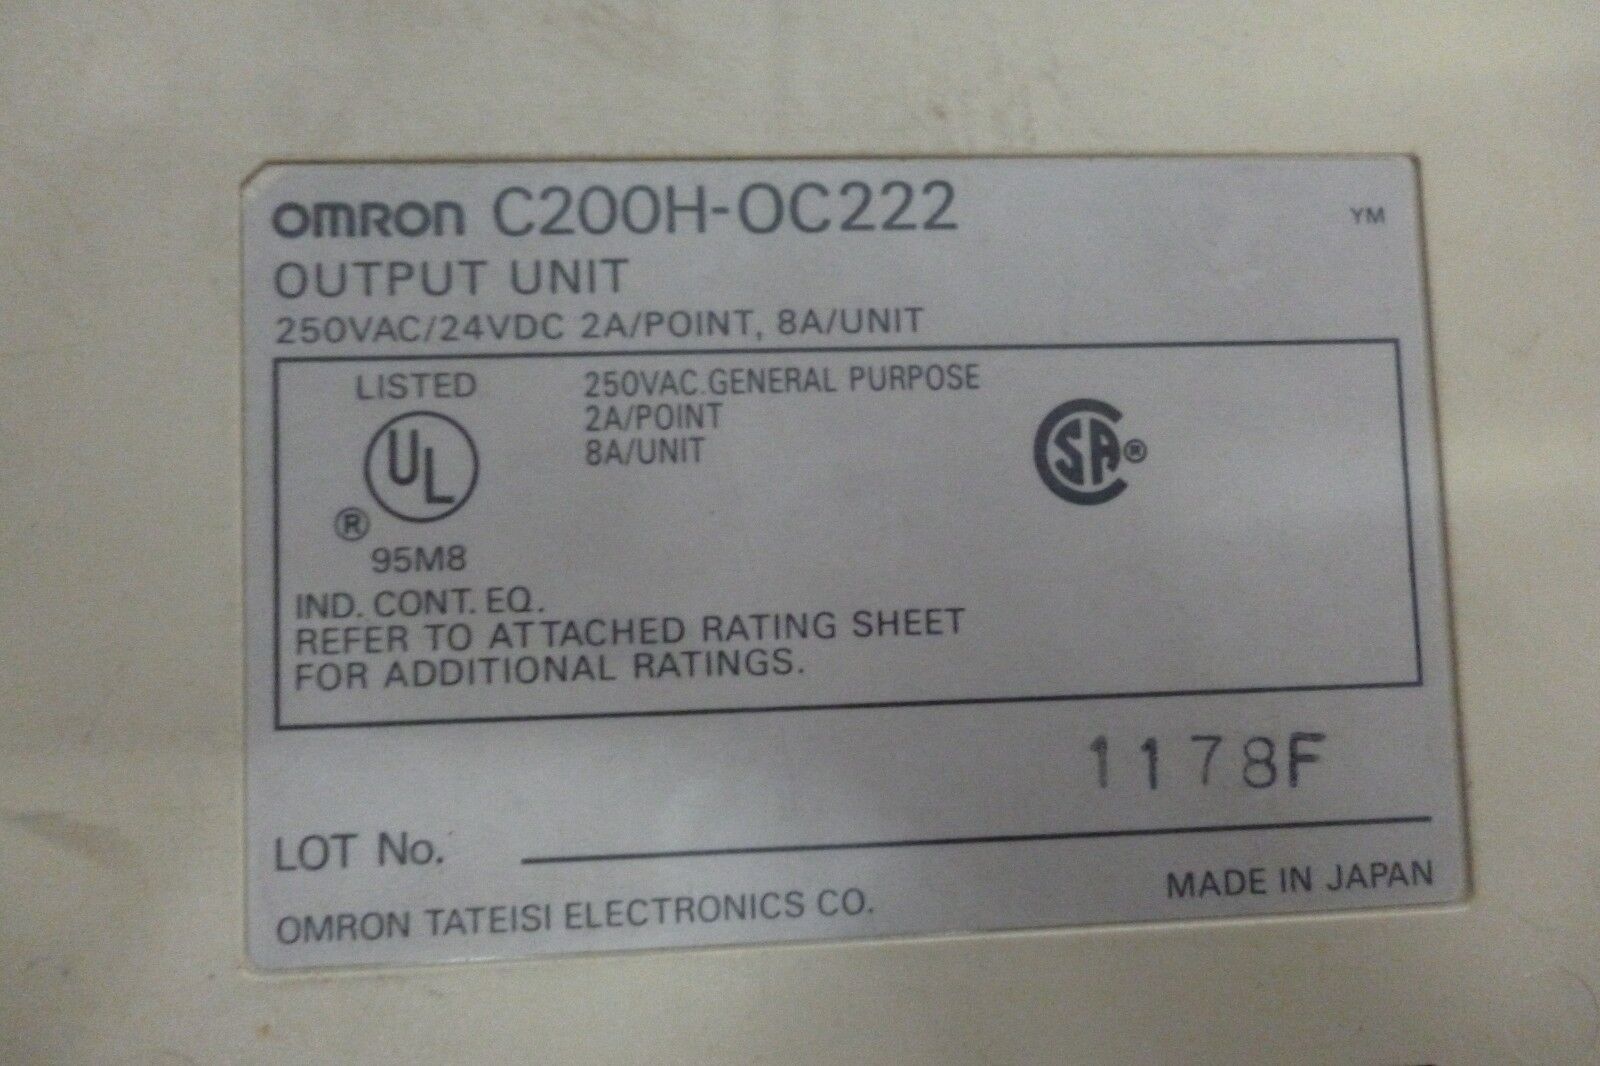 OMRON C200H-OC222
YM
OUTPUT UNIT
250VAC/24VDC 2A/POINT, 8A/UNIT
LISTED
UL
®
95M8
250VAC.GENERAL PURPOSE
2A/POINT
8A/UNIT
CSA®
IND. CONT. EQ.
REFER TO ATTACHED RATING SHEET
FOR ADDITIONAL RATINGS.
1178F
LOT No.
OMRON TATEISI ELECTRONICS CO.
MADE IN JAPAN